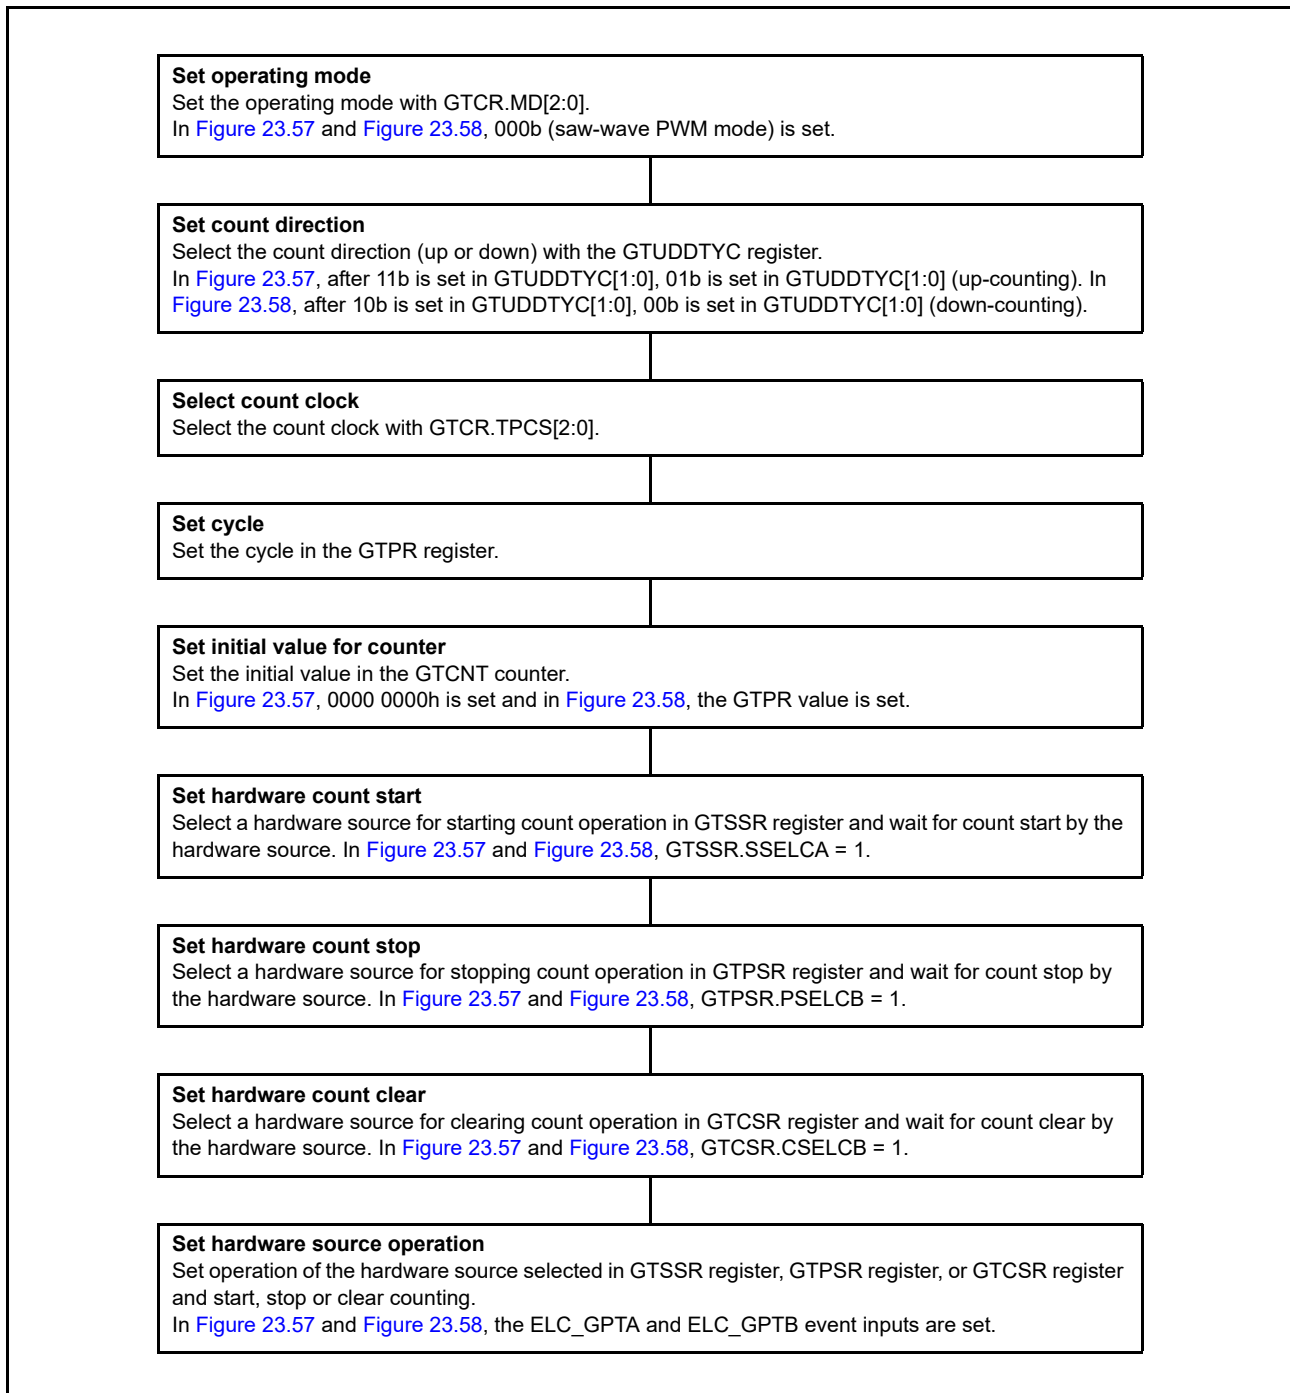 Set operating mode
Set the operating mode with GTCR.MD[2:0].
In Figure 23.57 and Figure 23.58, 000b (saw-wave PWM mode) is set.
Set count direction
Select the count direction (up or down) with the GTUDDTYC register.
In Figure 23.57, after 11b is set in GTUDDTYC[1:0], 01b is set in GTUDDTYC[1:0] (up-counting). In
Figure 23.58, after 10b is set in GTUDDTYC[1:0], 00b is set in GTUDDTYC[1:0] (down-counting).
Select count clock
Select the count clock with GTCR.TPCS[2:0].
Set cycle
Set the cycle in the GTPR register.
Set initial value for counter
Set the initial value in the GTCNT counter.
In Figure 23.57, 0000 0000h is set and in Figure 23.58, the GTPR value is set.
Set hardware count start
Select a hardware source for starting count operation in GTSSR register and wait for count start by the
hardware source. In Figure 23.57 and Figure 23.58, GTSSR.SSELCA = 1.
Set hardware count stop
Select a hardware source for stopping count operation in GTPSR register and wait for count stop by
the hardware source. In Figure 23.57 and Figure 23.58, GTPSR.PSELCB = 1.
Set hardware count clear
Select a hardware source for clearing count operation in GTCSR register and wait for count clear by
the hardware source. In Figure 23.57 and Figure 23.58, GTCSR.CSELCB = 1.
Set hardware source operation
Set operation of the hardware source selected in GTSSR register, GTPSR register, or GTCSR register
and start, stop or clear counting.
In Figure 23.57 and Figure 23.58, the ELC_GPTA and ELC_GPTB event inputs are set.